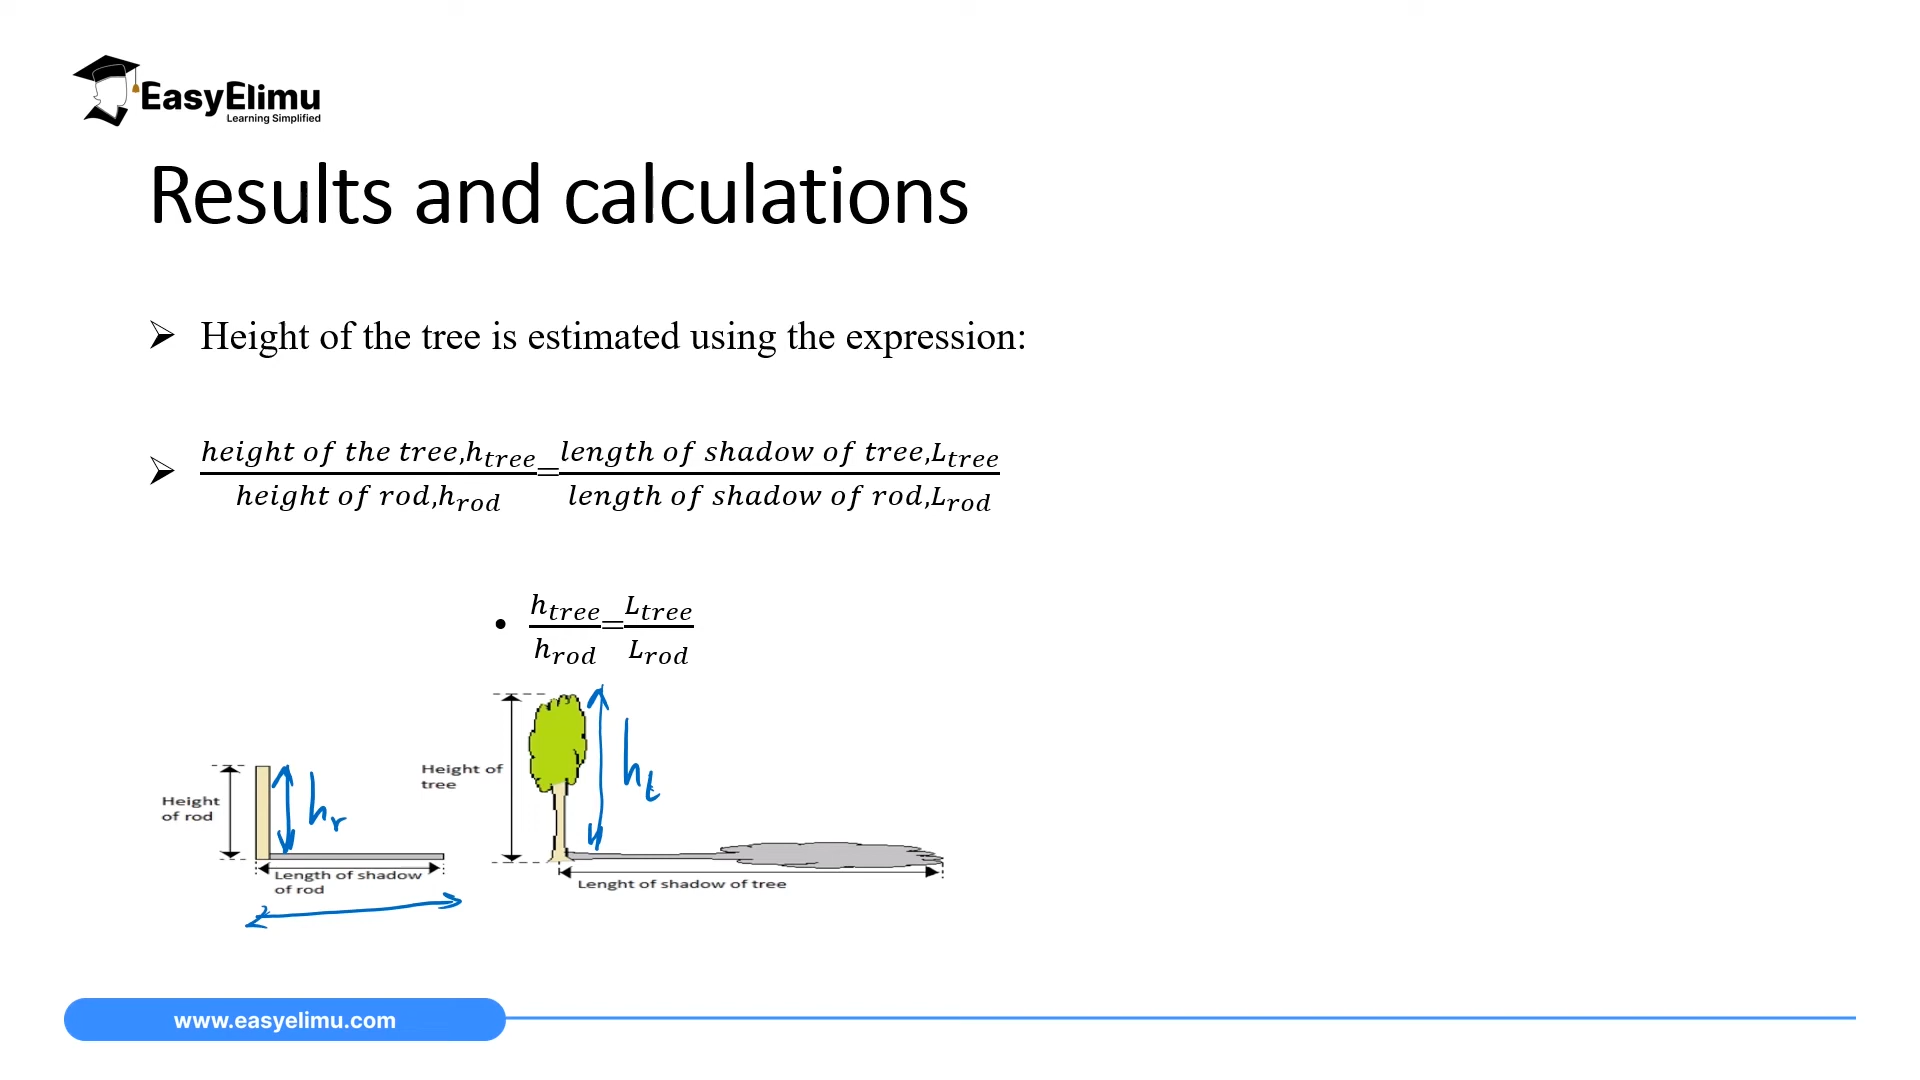 EasyElimu
Learning Simplified
Results and calculations
➢ Height of the tree is estimated using the expression:
➢ height of the tree,h_tree / height of rod,h_rod = length of shadow of tree,L_tree / length of shadow of rod,L_rod
• h_tree / h_rod = L_tree / L_rod
Height of
tree
h_t
Height
of rod
h_r
Length of shadow
of rod
Lenght of shadow of tree
www.easyelimu.com